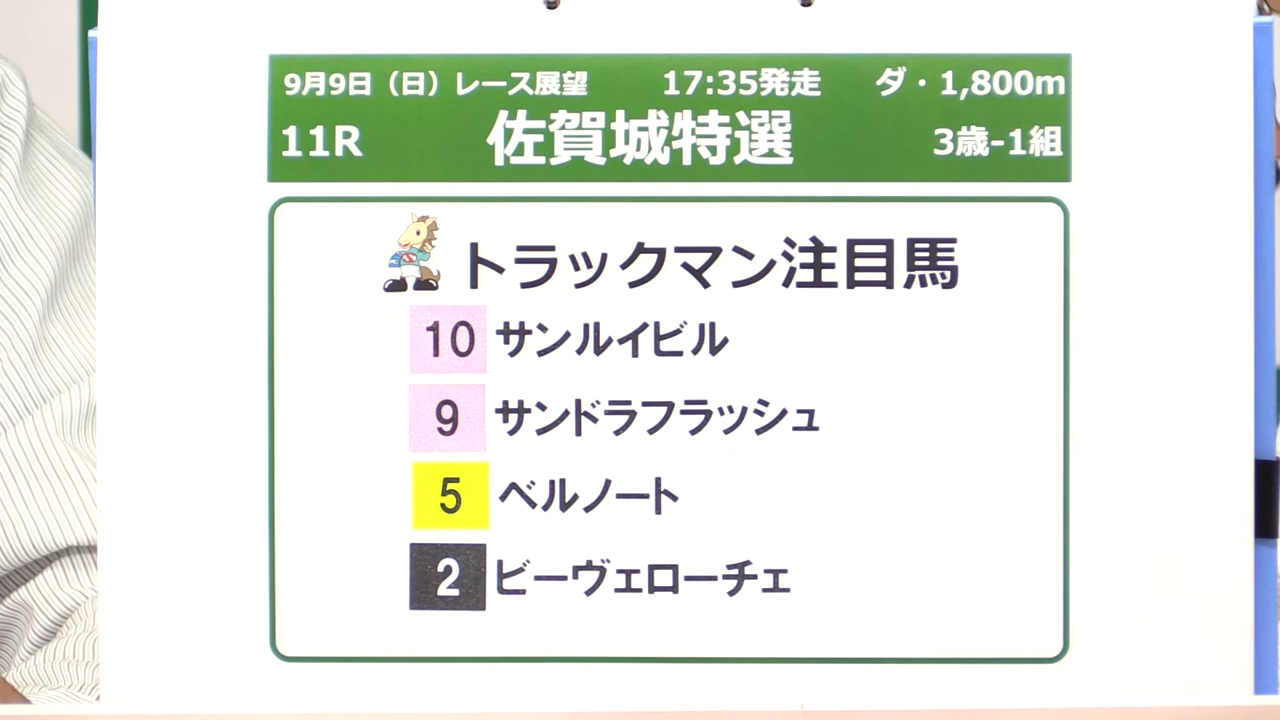 9月9日（日）レース展望 17:35発走 ダ・1,800m
11R 佐賀城特選 3歳-1組
トラックマン注目馬
10 サンルイビル
9 サンドラフラッシュ
5 ベルノート
2 ビーヴェローチェ